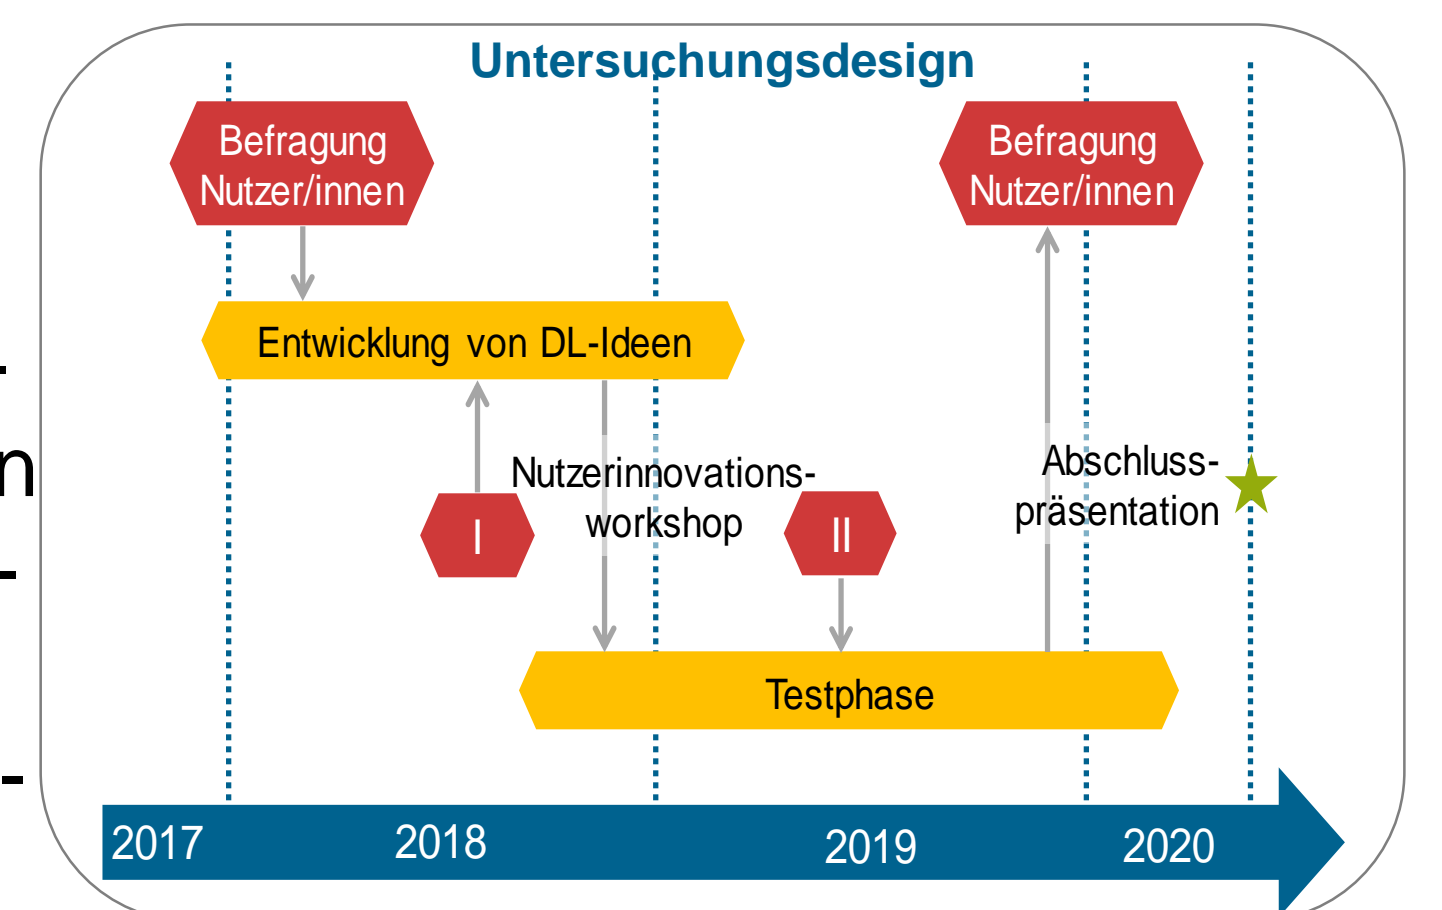 Untersuchungsdesign
Befragung
Nutzer/innen
Befragung
Nutzer/innen
Entwicklung von DL-Ideen
Nutzerinnovations-
workshop
I
II
Abschluss-
präsentation
Testphase
2017
2018
2019
2020